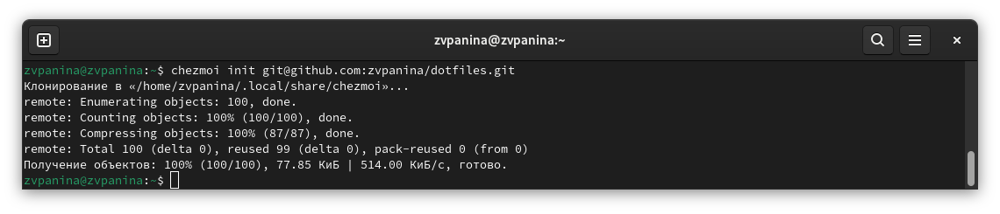 zvpanina@zvpanina:~
zvpanina@zvpanina:~$ chezmoi init git@github.com:zvpanina/dotfiles.git
Клонирование в «/home/zvpanina/.local/share/chezmoi»...
remote: Enumerating objects: 100, done.
remote: Counting objects: 100% (100/100), done.
remote: Compressing objects: 100% (87/87), done.
remote: Total 100 (delta 0), reused 99 (delta 0), pack-reused 0 (from 0)
Получение объектов: 100% (100/100), 77.85 КиБ | 514.00 КиБ/с, готово.
zvpanina@zvpanina:~$